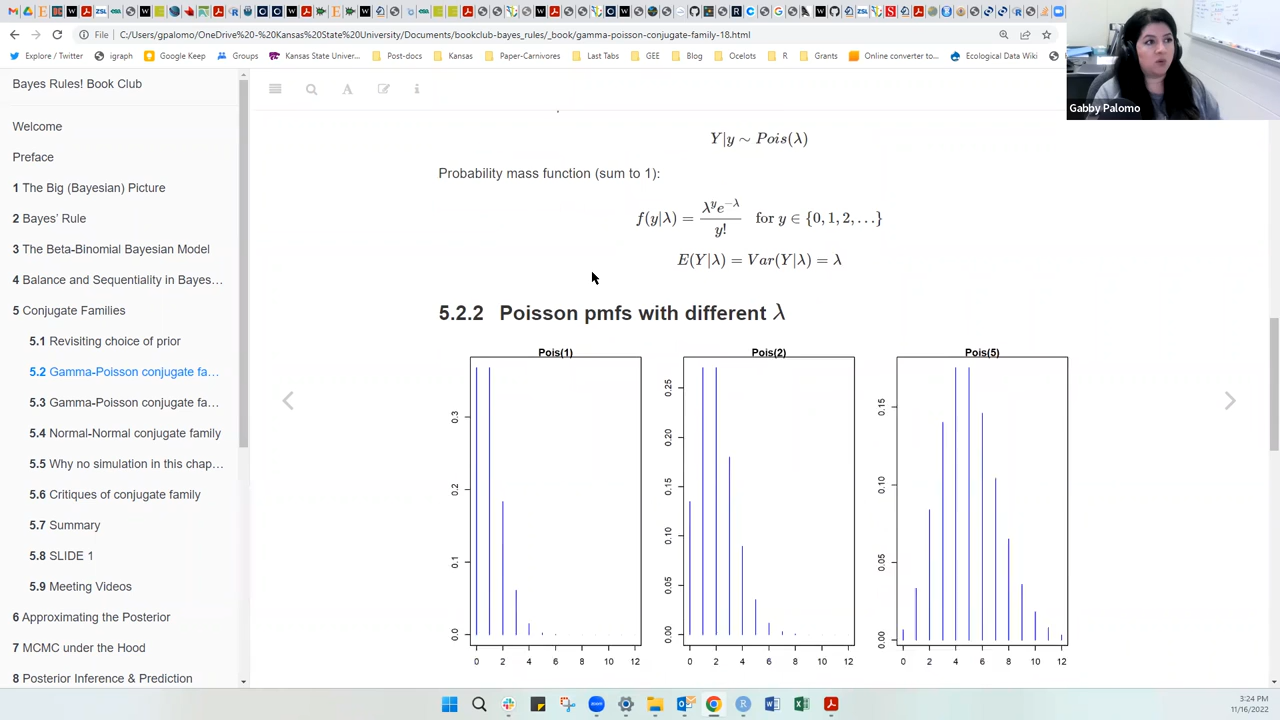 File | C:/Users/gpalomo/OneDrive%20-%20Kansas%20State%20University/Documents/bookclub-bayes_rules/_book/gamma-poisson-conjugate-family-18.html
Explore / Twitter igraph Google Keep Groups Kansas State Univer... Post-docs Kansas Paper-Carnivores Last Tabs GEE Blog Ocelots R Grants Online converter to... Ecological Data Wiki
Gabby Palomo
Bayes Rules! Book Club
Welcome
Preface
1 The Big (Bayesian) Picture
2 Bayes' Rule
3 The Beta-Binomial Bayesian Model
4 Balance and Sequentiality in Bayes...
5 Conjugate Families
5.1 Revisiting choice of prior
5.2 Gamma-Poisson conjugate fa...
5.3 Gamma-Poisson conjugate fa...
5.4 Normal-Normal conjugate family
5.5 Why no simulation in this chap...
5.6 Critiques of conjugate family
5.7 Summary
5.8 SLIDE 1
5.9 Meeting Videos
6 Approximating the Posterior
7 MCMC under the Hood
8 Posterior Inference & Prediction
Y|y ∼ Pois(λ)
Probability mass function (sum to 1):
f(y|λ) = λ^y e^−λ / y! for y ∈ {0, 1, 2, …}
E(Y|λ) = Var(Y|λ) = λ
5.2.2 Poisson pmfs with different λ
Pois(1)
0.3
0.2
0.1
0.0
0 2 4 6 8 10 12
Pois(2)
0.25
0.20
0.15
0.10
0.05
0.00
0 2 4 6 8 10 12
Pois(5)
0.15
0.10
0.05
0.00
0 2 4 6 8 10 12
3:24 PM
11/16/2022